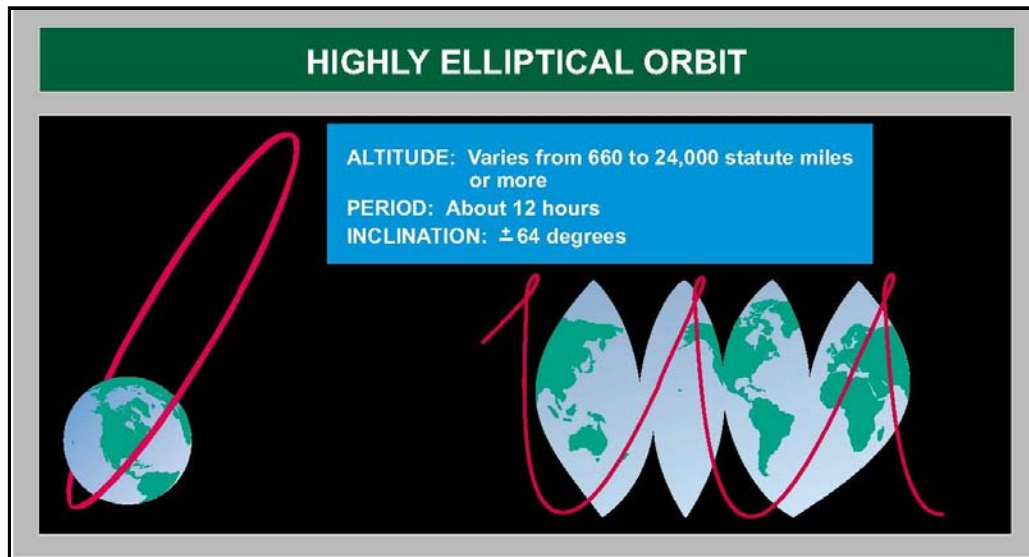 HIGHLY ELLIPTICAL ORBIT
ALTITUDE: Varies from 660 to 24,000 statute miles
or more
PERIOD: About 12 hours
INCLINATION: ±64 degrees